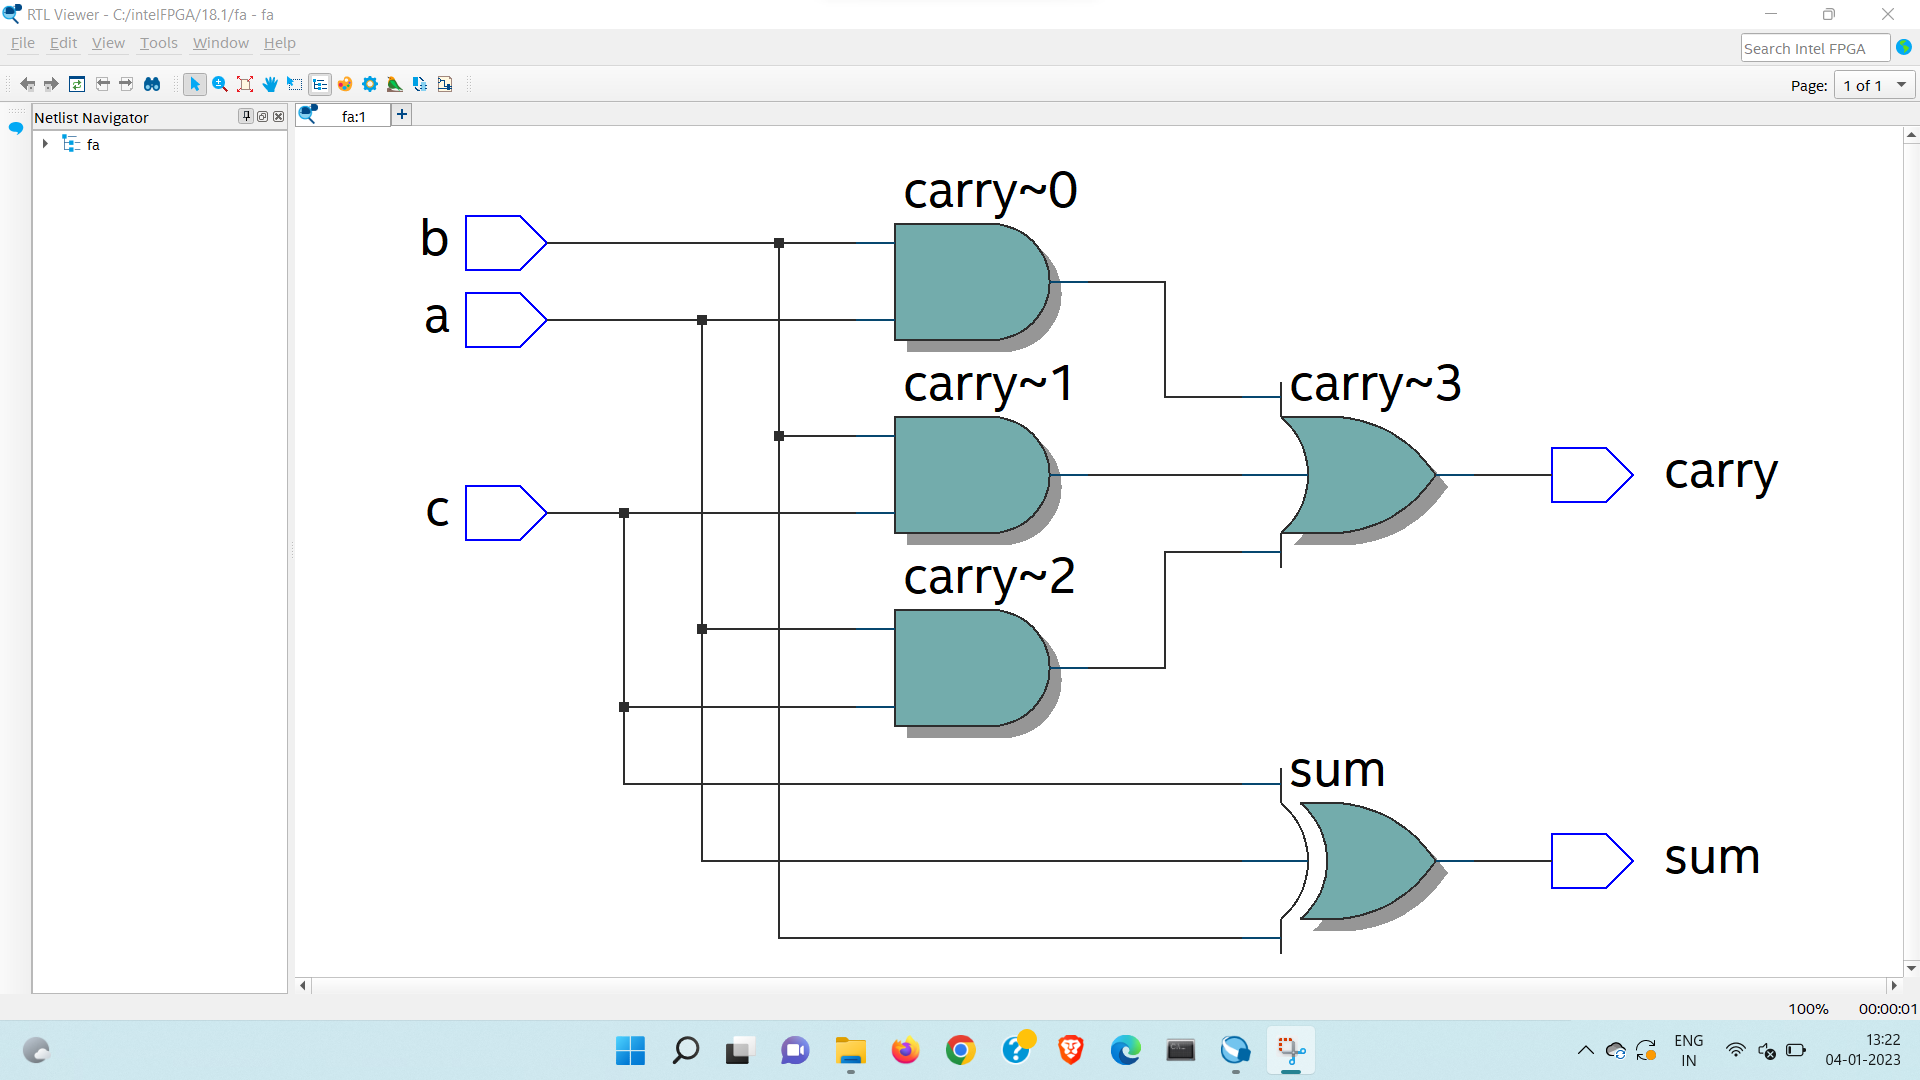 RTL Viewer - C:/intelFPGA/18.1/fa - fa
File Edit View Tools Window Help
Search Intel FPGA
Page: 1 of 1
Netlist Navigator
fa:1
fa
carry~0
b
a
carry~1
carry~3
carry
c
carry~2
sum
sum
100% 00:00:01
ENG
IN
13:22
04-01-2023